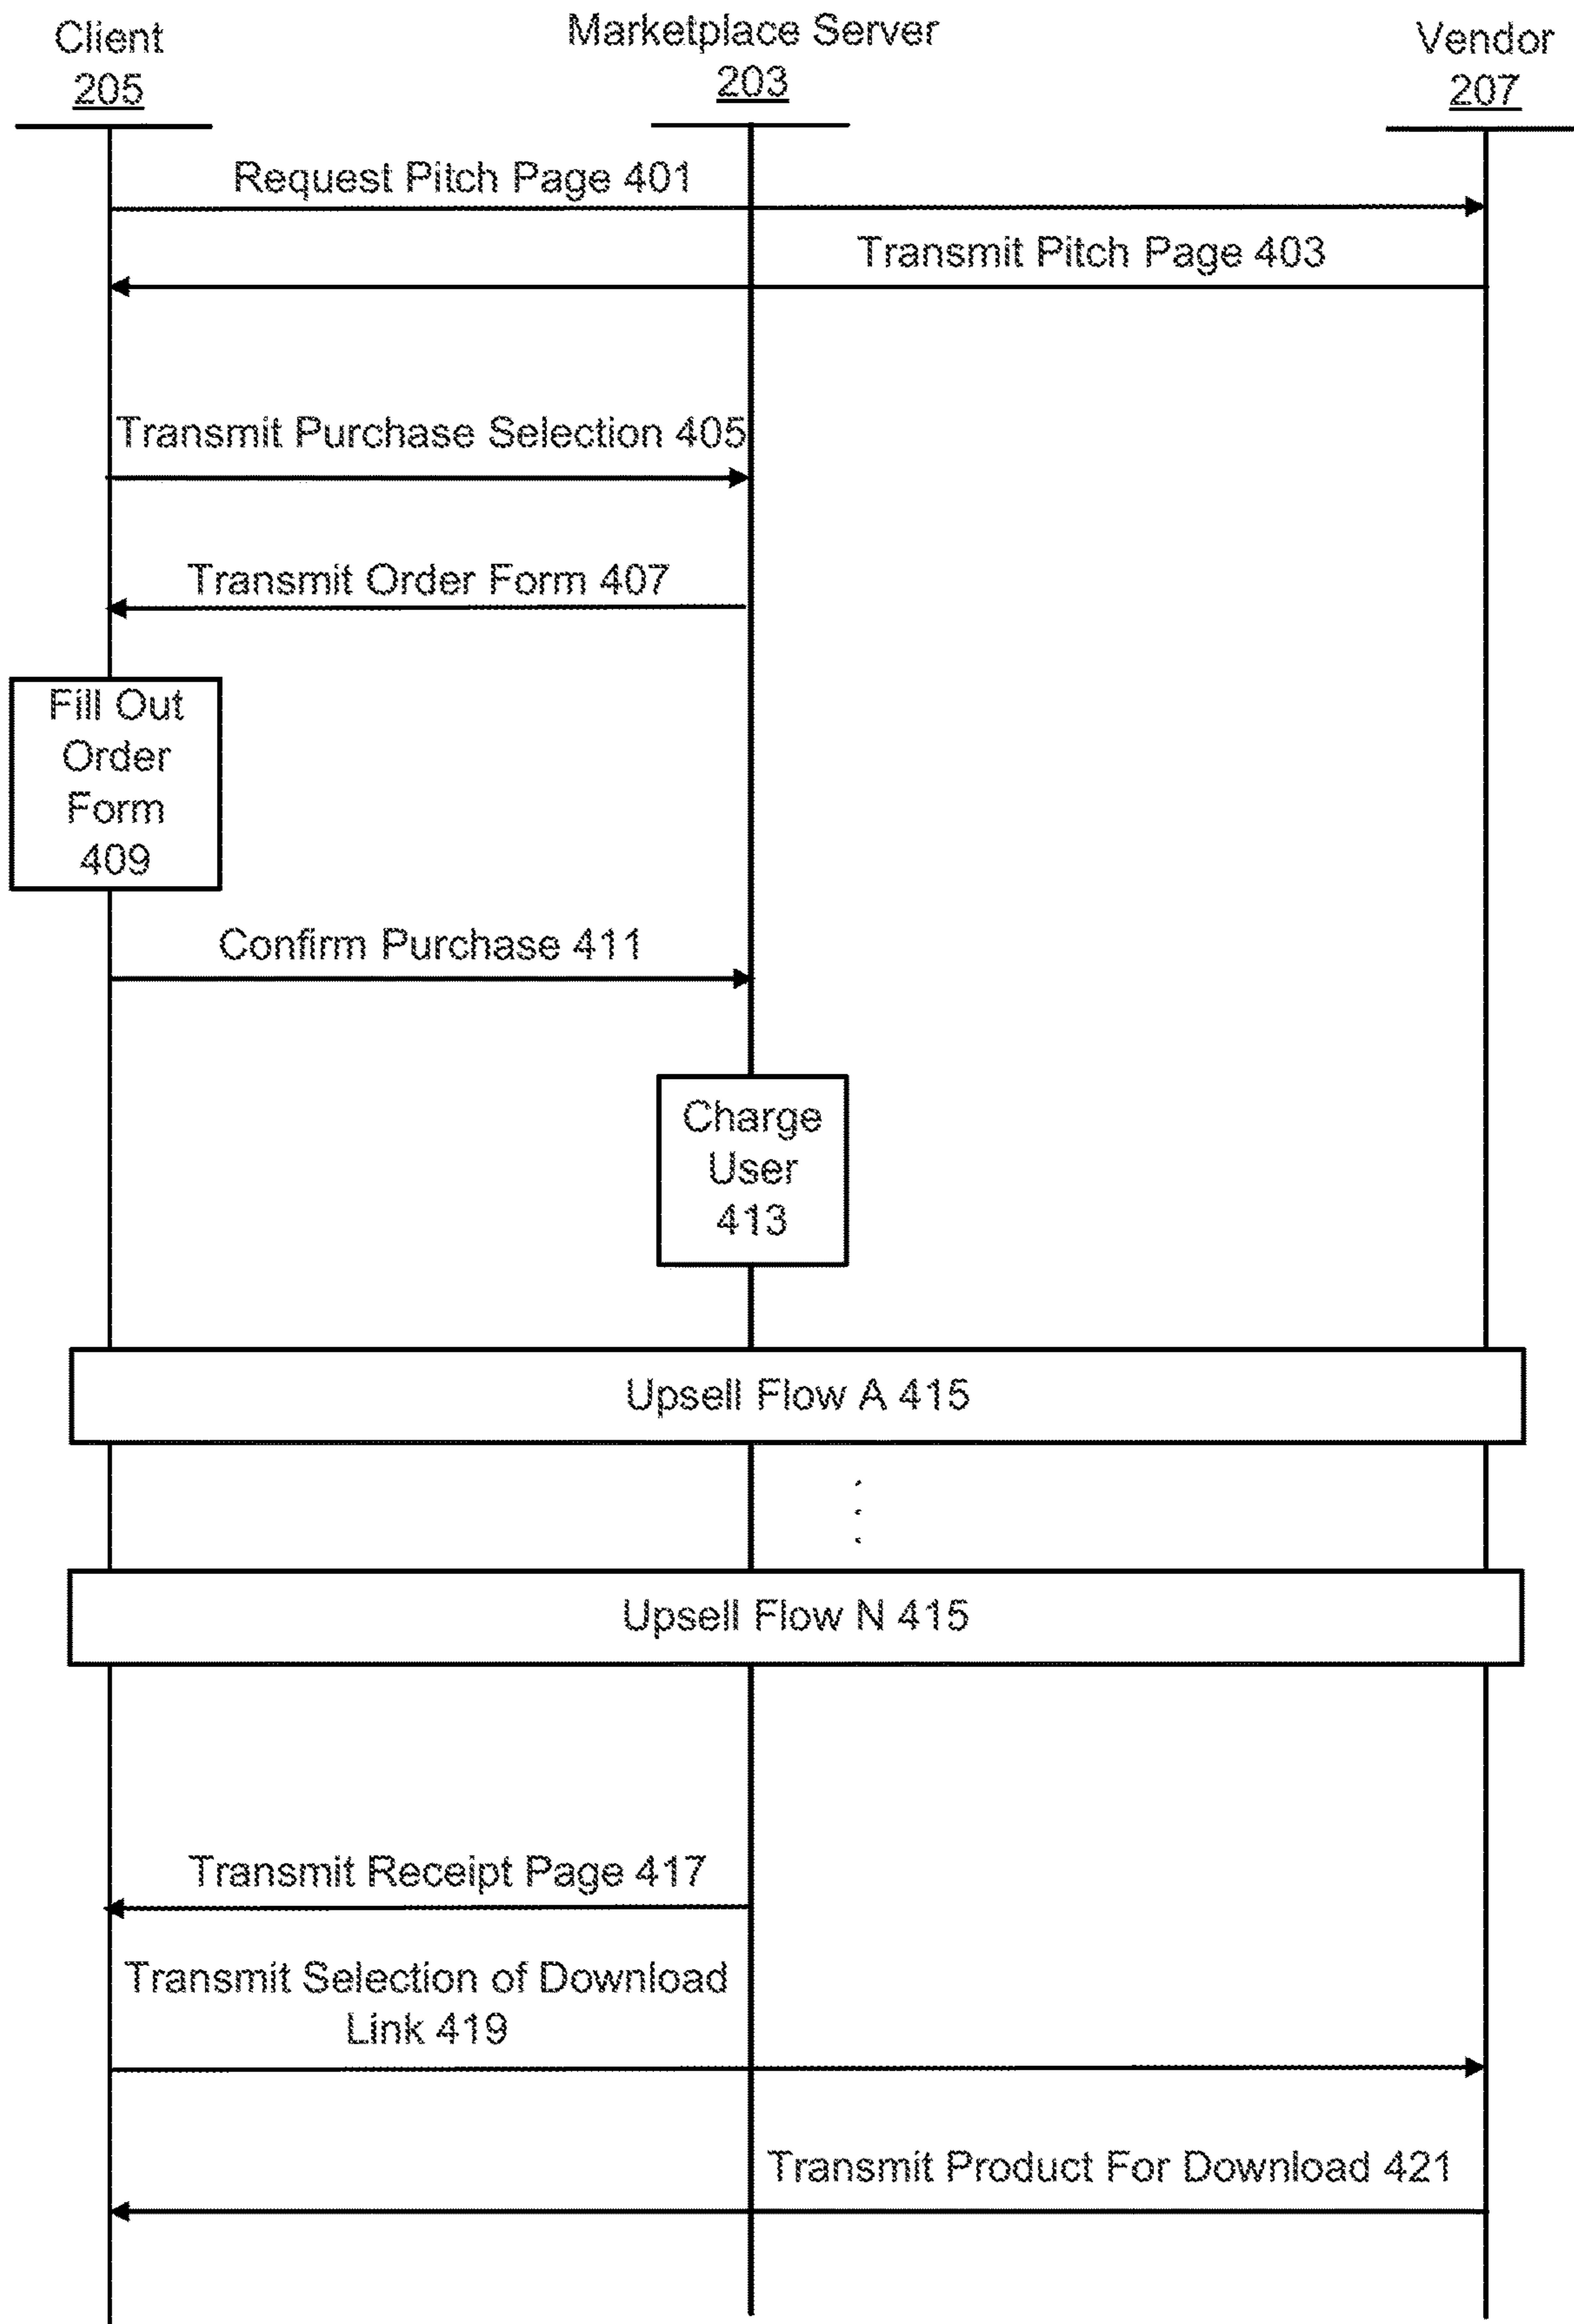 Client
205
Marketplace Server
203
Vendor
207
Request Pitch Page 401
Transmit Pitch Page 403
Transmit Purchase Selection 405
Transmit Order Form 407
Fill Out
Order
Form
409
Confirm Purchase 411
Charge
User
413
Upsell Flow A 415
Upsell Flow N 415
Transmit Receipt Page 417
Transmit Selection of Download
Link 419
Transmit Product For Download 421